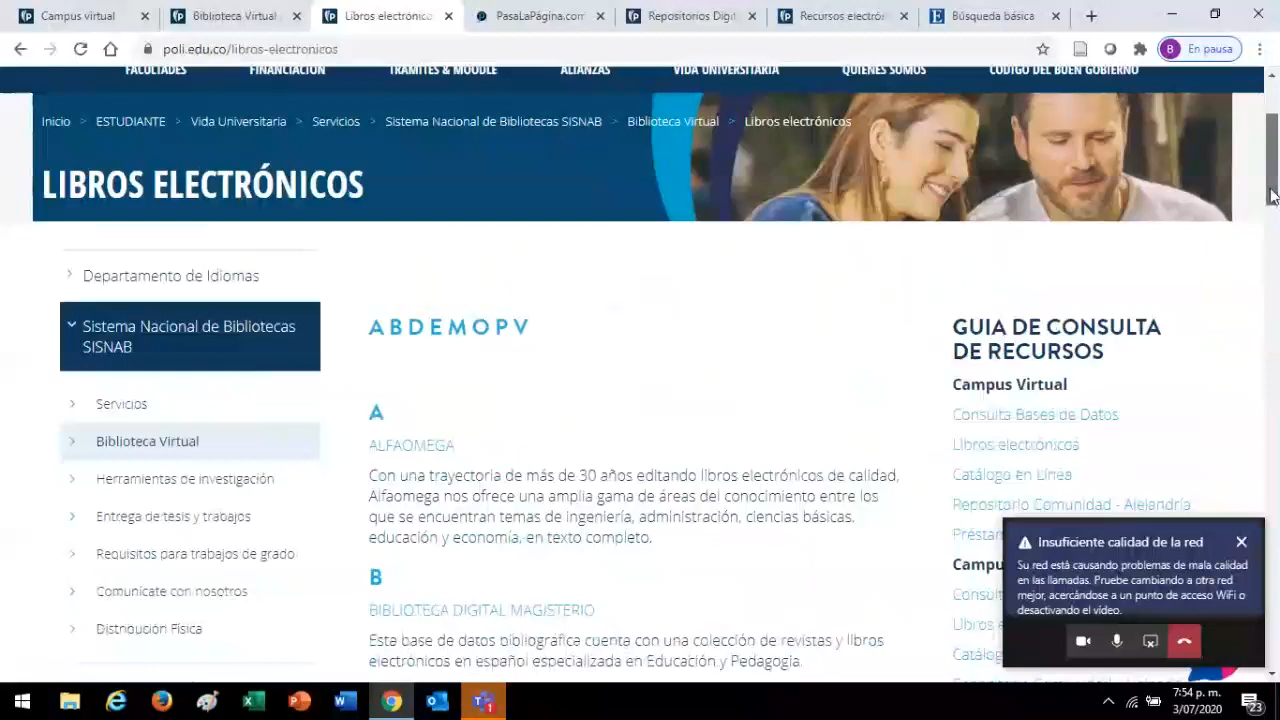 Campus virtual
Biblioteca Virtual
Libros electrónicos
PasaLaPágina.com
Repositorios Digit
Recursos electró
Búsqueda básica
poli.edu.co/libros-electronicos
B En pausa
FACULTADES FINANCIACIÓN TRÁMITES & MOODLE ALIANZAS VIDA UNIVERSITARIA QUIÉNES SOMOS CÓDIGO DEL BUEN GOBIERNO
Inicio > ESTUDIANTE > Vida Universitaria > Servicios > Sistema Nacional de Bibliotecas SISNAB > Biblioteca Virtual > Libros electrónicos
LIBROS ELECTRÓNICOS
Departamento de Idiomas
Sistema Nacional de Bibliotecas
SISNAB
Servicios
Biblioteca Virtual
Herramientas de investigación
Entrega de tesis y trabajos
Requisitos para trabajos de grado
Comunícate con nosotros
Distribución Física
A B D E M O P V
A
ALFAOMEGA
Con una trayectoria de más de 30 años editando libros electrónicos de calidad,
Alfaomega nos ofrece una amplia gama de áreas del conocimiento entre los
que se encuentran temas de ingeniería, administración, ciencias básicas,
educación y economía, en texto completo.
B
BIBLIOTECA DIGITAL MAGISTERIO
Esta base de datos bibliográfica cuenta con una colección de revistas y libros
electrónicos en español especializada en Educación y Pedagogía.
GUIA DE CONSULTA
DE RECURSOS
Campus Virtual
Consulta Bases de Datos
Libros electrónicos
Catálogo en Línea
Repositorio Comunidad - Alejandría
Préstam
Campu
Consult
Libros e
Catálog
Insuficiente calidad de la red
Su red está causando problemas de mala calidad
en las llamadas. Pruebe cambiando a otra red
mejor, acercándose a un punto de acceso WiFi o
desactivando el vídeo.
7:54 p. m.
3/07/2020
23